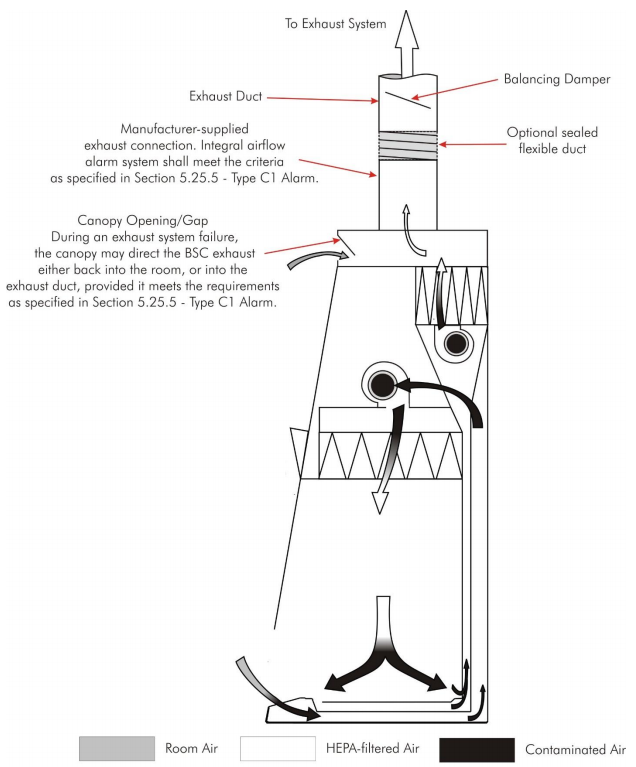 To Exhaust System
Balancing Damper
Exhaust Duct
Manufacturer-supplied
exhaust connection. Integral airflow
alarm system shall meet the criteria
as specified in Section 5.25.5 - Type C1 Alarm.
Optional sealed
flexible duct
Canopy Opening/Gap
During an exhaust system failure,
the canopy may direct the BSC exhaust
either back into the room, or into the
exhaust duct, provided it meets the requirements
as specified in Section 5.25.5 - Type C1 Alarm.
Room Air
HEPA-filtered Air
Contaminated Air